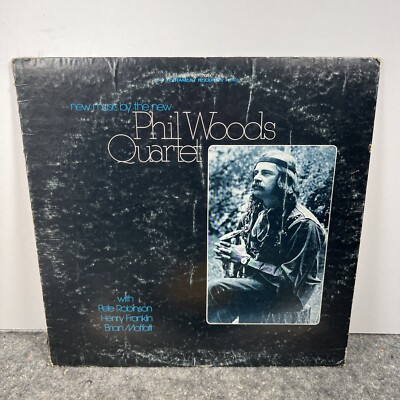 new music by the new
Phil Woods
Quartet
with
Pete Robinson
Henry Franklin
Brian Moffatt